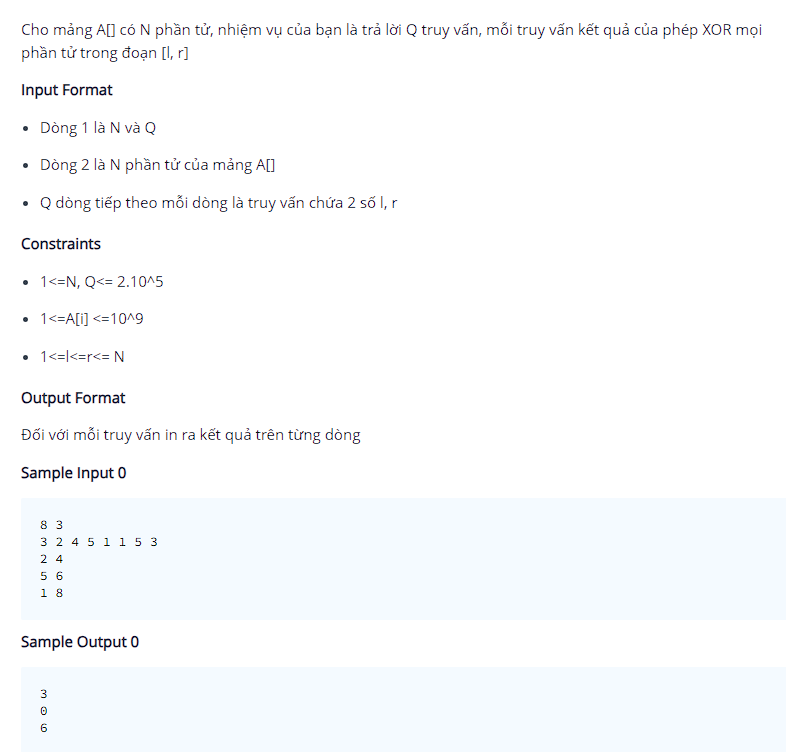 Cho mảng A[] có N phần tử, nhiệm vụ của bạn là trả lời Q truy vấn, mỗi truy vấn kết quả của phép XOR mọi
phần tử trong đoạn [l, r]
Input Format
• Dòng 1 là N và Q
• Dòng 2 là N phần tử của mảng A[]
• Q dòng tiếp theo mỗi dòng là truy vấn chứa 2 số l, r
Constraints
• 1<=N, Q<= 2.10^5
• 1<=A[i] <=10^9
• 1<=l<=r<= N
Output Format
Đối với mỗi truy vấn in ra kết quả trên từng dòng
Sample Input 0
8 3
3 2 4 5 1 1 5 3
2 4
5 6
1 8
Sample Output 0
3
0
6